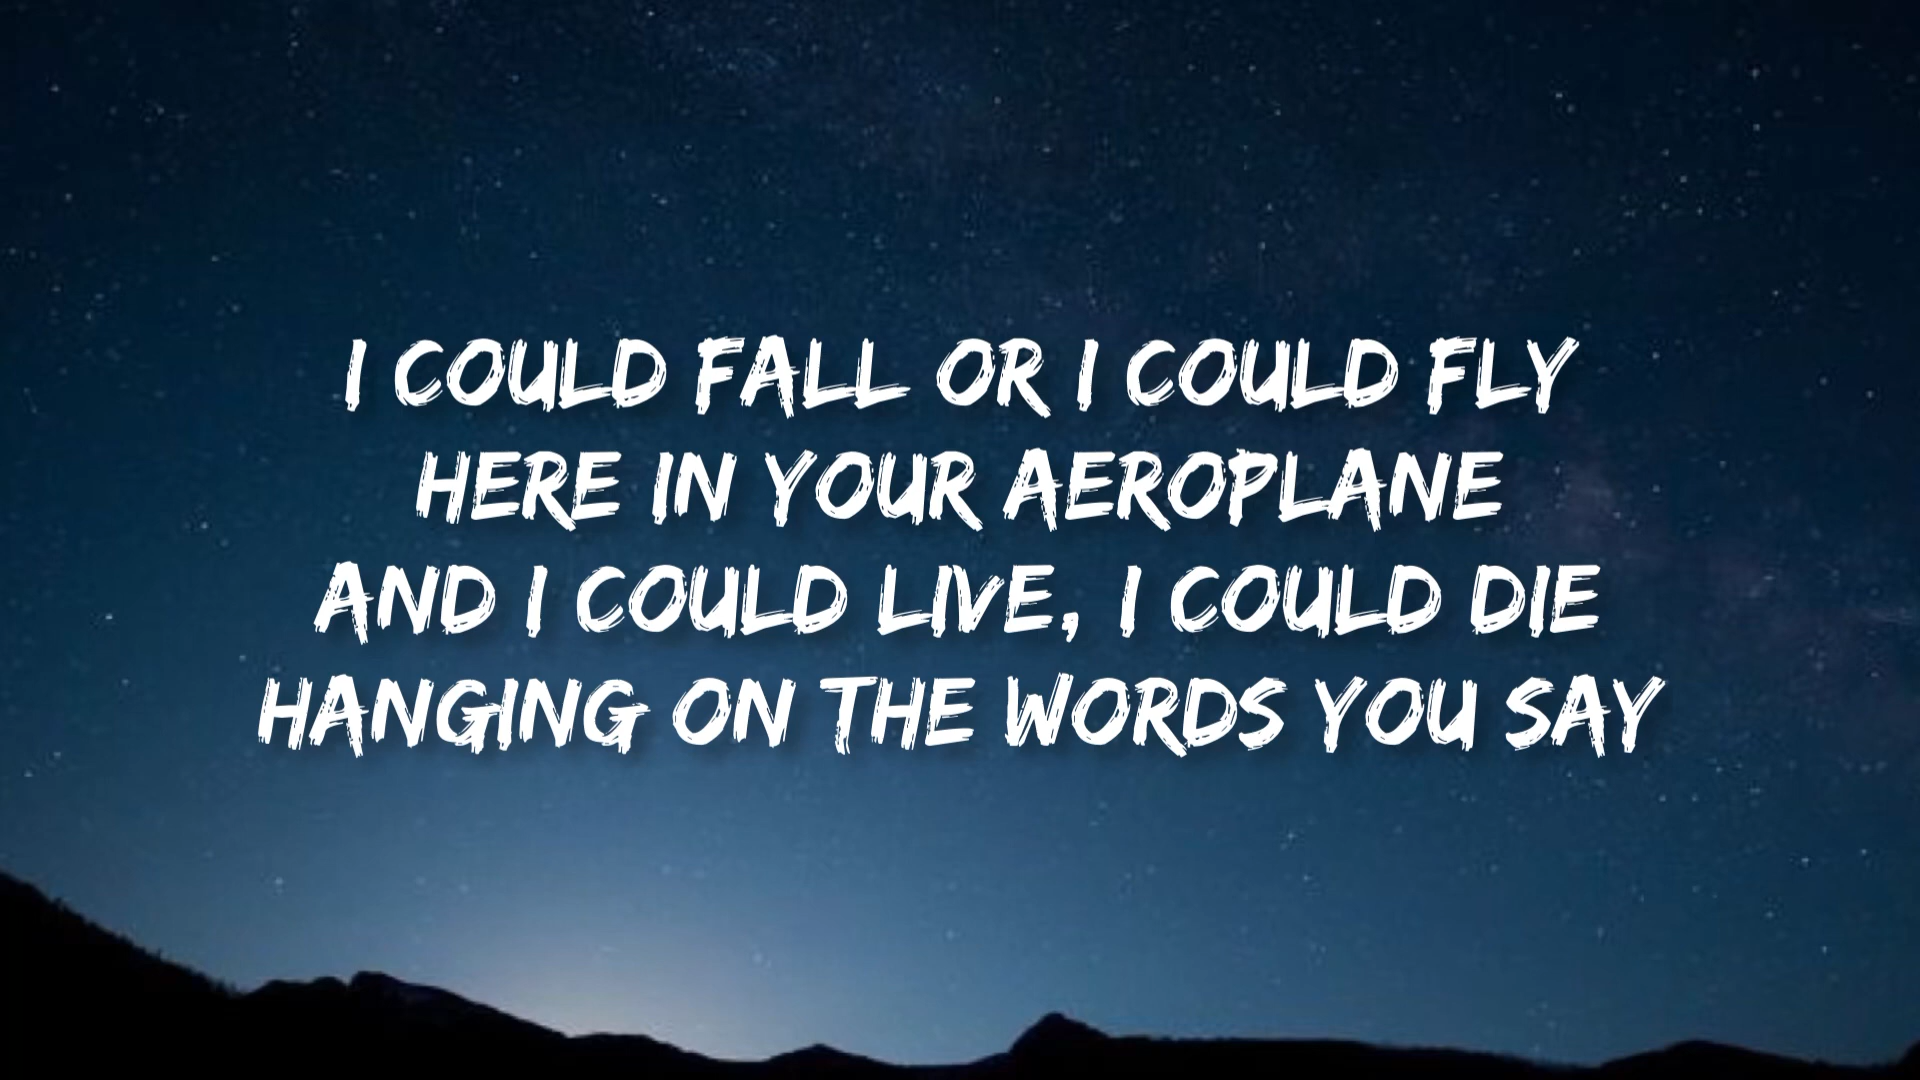 I COULD FALL OR I COULD FLY
HERE IN YOUR AEROPLANE
AND I COULD LIVE, I COULD DIE
HANGING ON THE WORDS YOU SAY